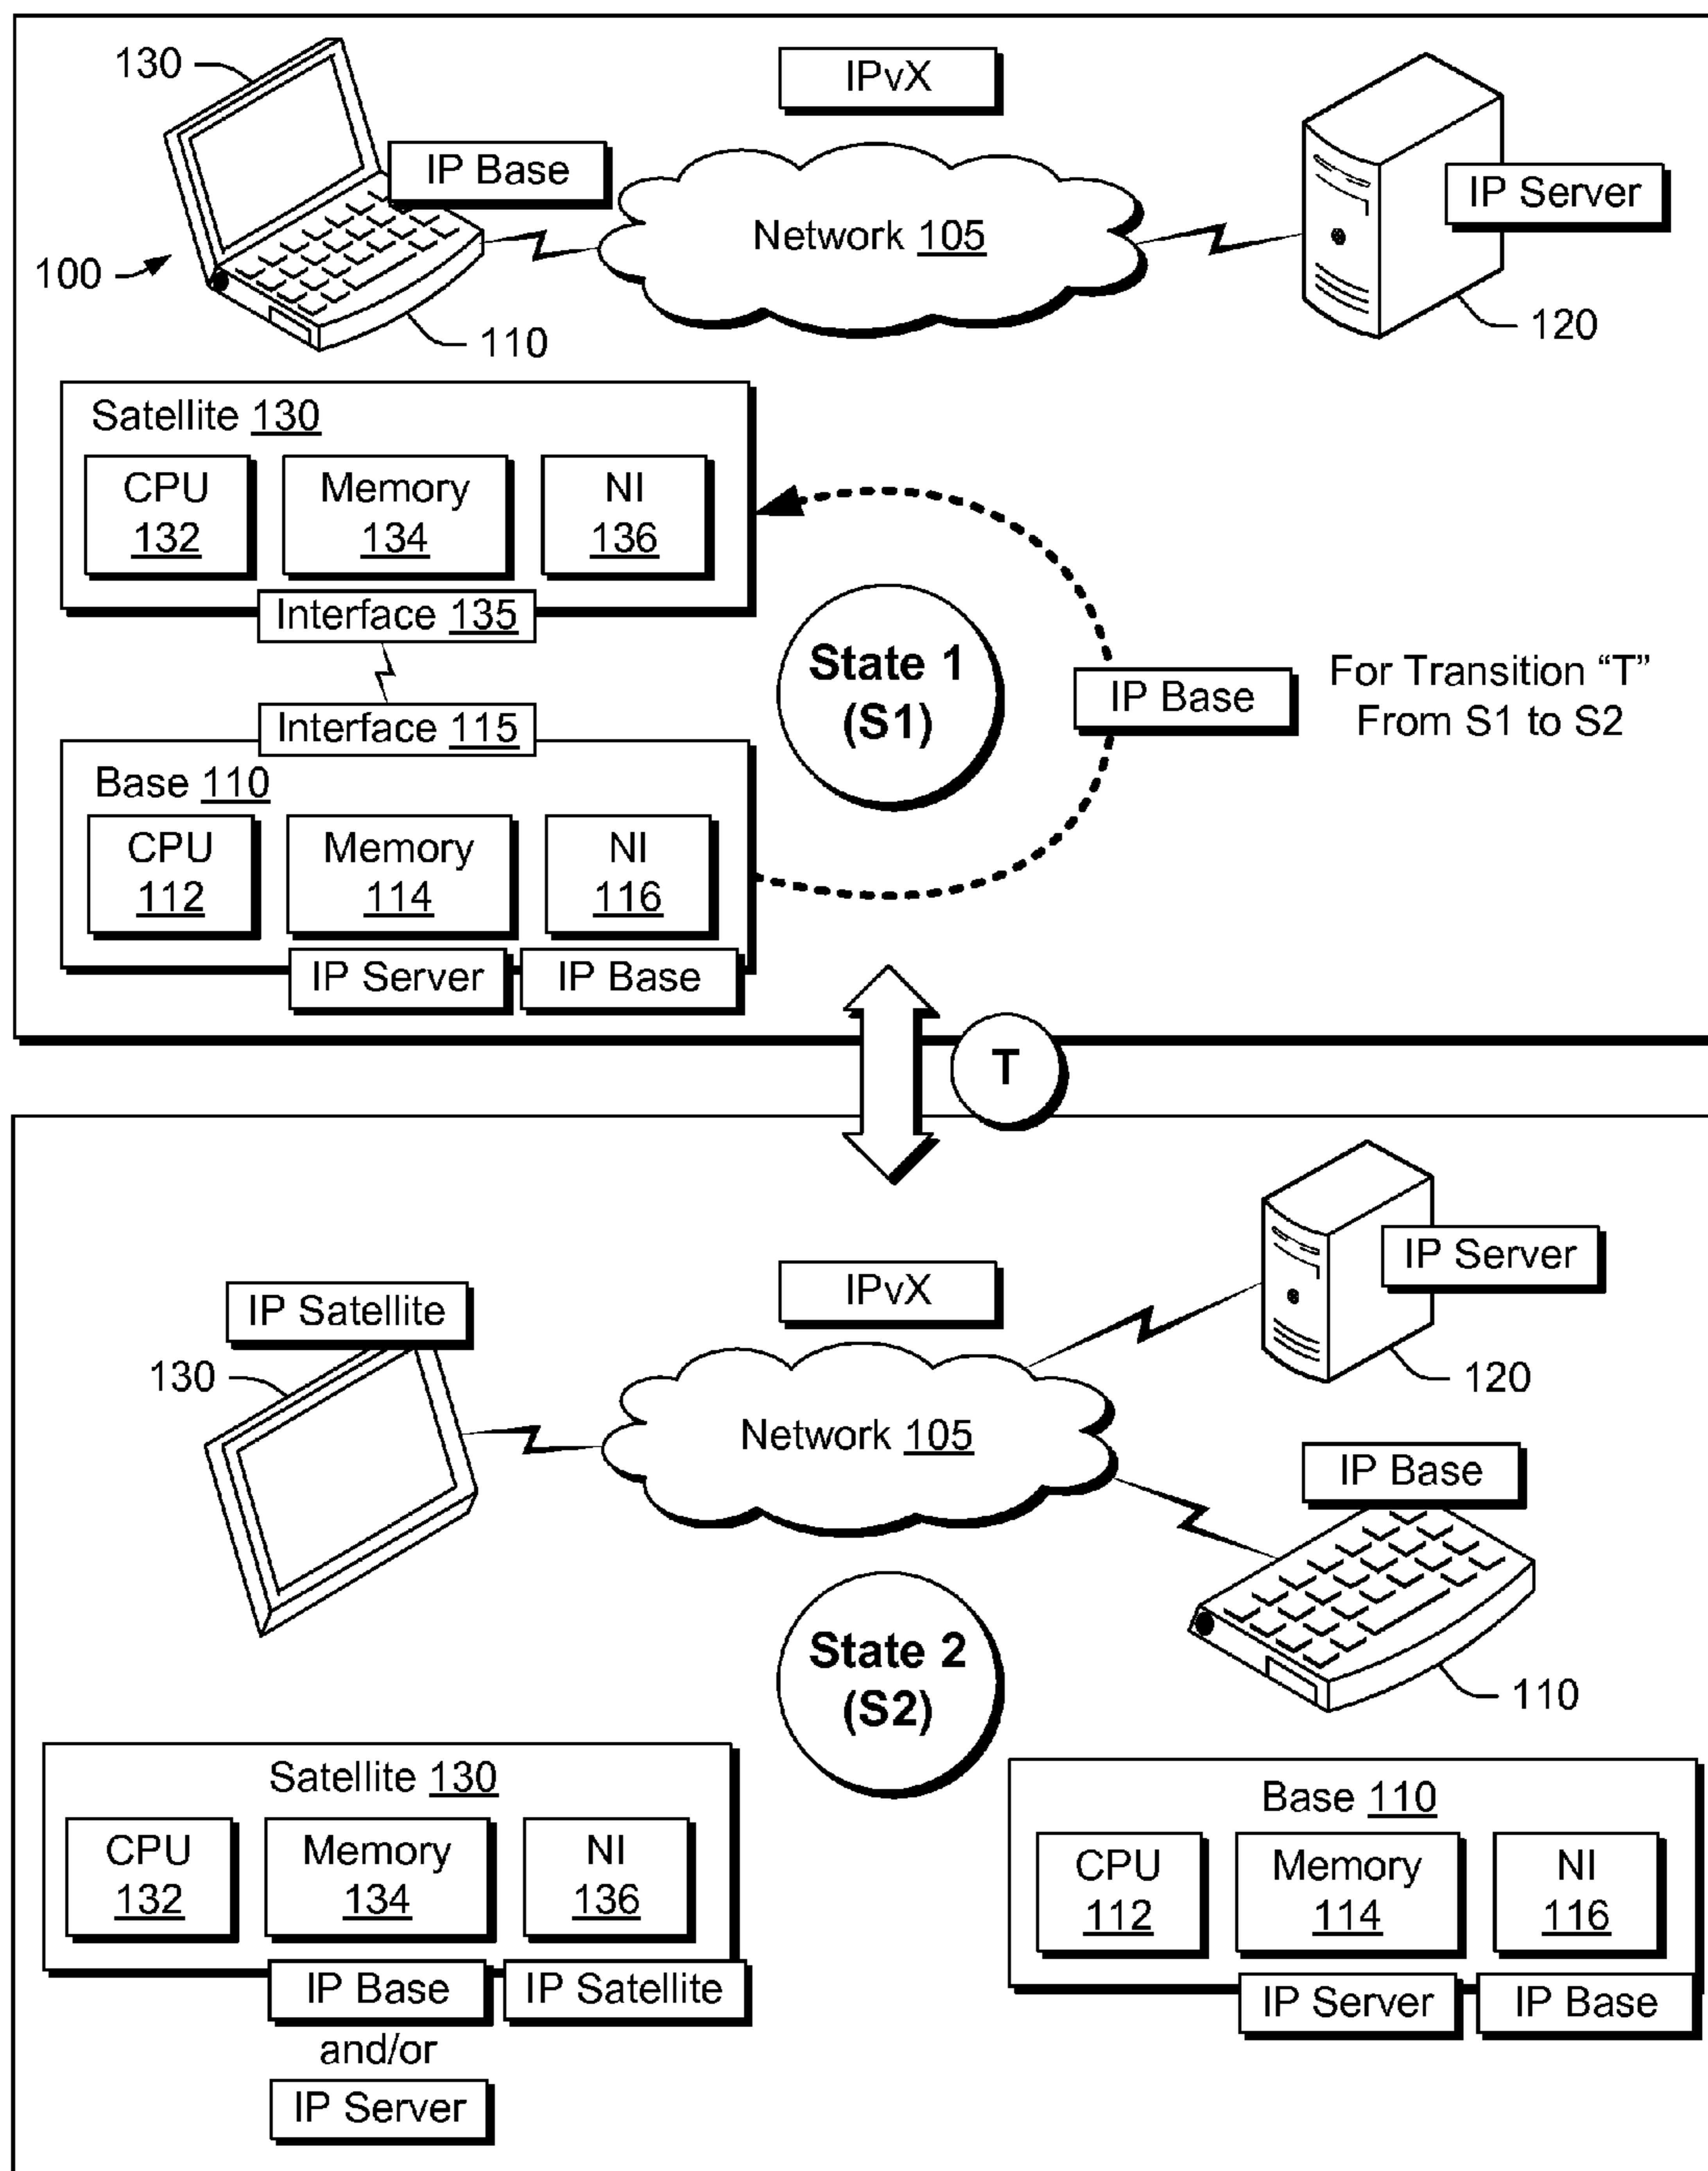 130
IPvX
IP Base
IP Server
Network 105
100
110
120
Satellite 130
CPU
132
Memory
134
NI
136
Interface 135
State 1
(S1)
IP Base
For Transition “T”
From S1 to S2
Interface 115
Base 110
CPU
112
Memory
114
NI
116
IP Server
IP Base
T
IP Server
IPvX
IP Satellite
130
120
Network 105
IP Base
State 2
(S2)
110
Satellite 130
CPU
132
Memory
134
NI
136
IP Base
IP Satellite
and/or
IP Server
Base 110
CPU
112
Memory
114
NI
116
IP Server
IP Base